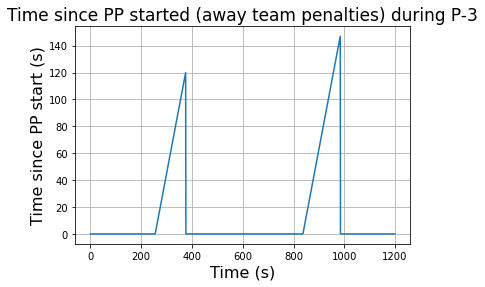 Time since PP started (away team penalties) during P-3
Time since PP start (s)
140
120
100
80
60
40
20
0
0 200 400 600 800 1000 1200
Time (s)